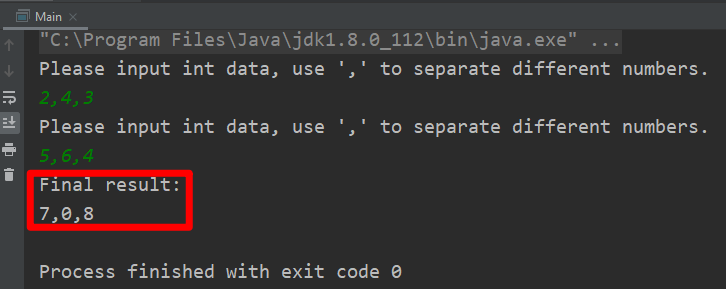 Main
"C:\Program Files\Java\jdk1.8.0_112\bin\java.exe" ...
Please input int data, use ',' to separate different numbers.
2,4,3
Please input int data, use ',' to separate different numbers.
5,6,4
Final result:
7,0,8
Process finished with exit code 0